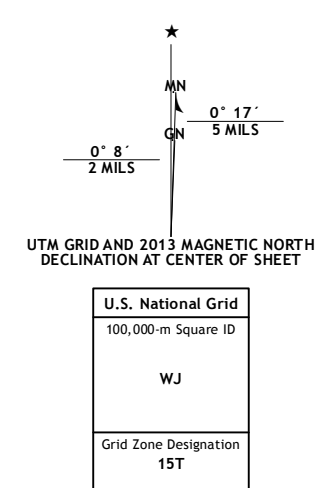 ★
MN
GN
0° 17´
5 MILS
0° 8´
2 MILS
UTM GRID AND 2013 MAGNETIC NORTH
DECLINATION AT CENTER OF SHEET
U.S. National Grid
100,000-m Square ID
WJ
Grid Zone Designation
15T